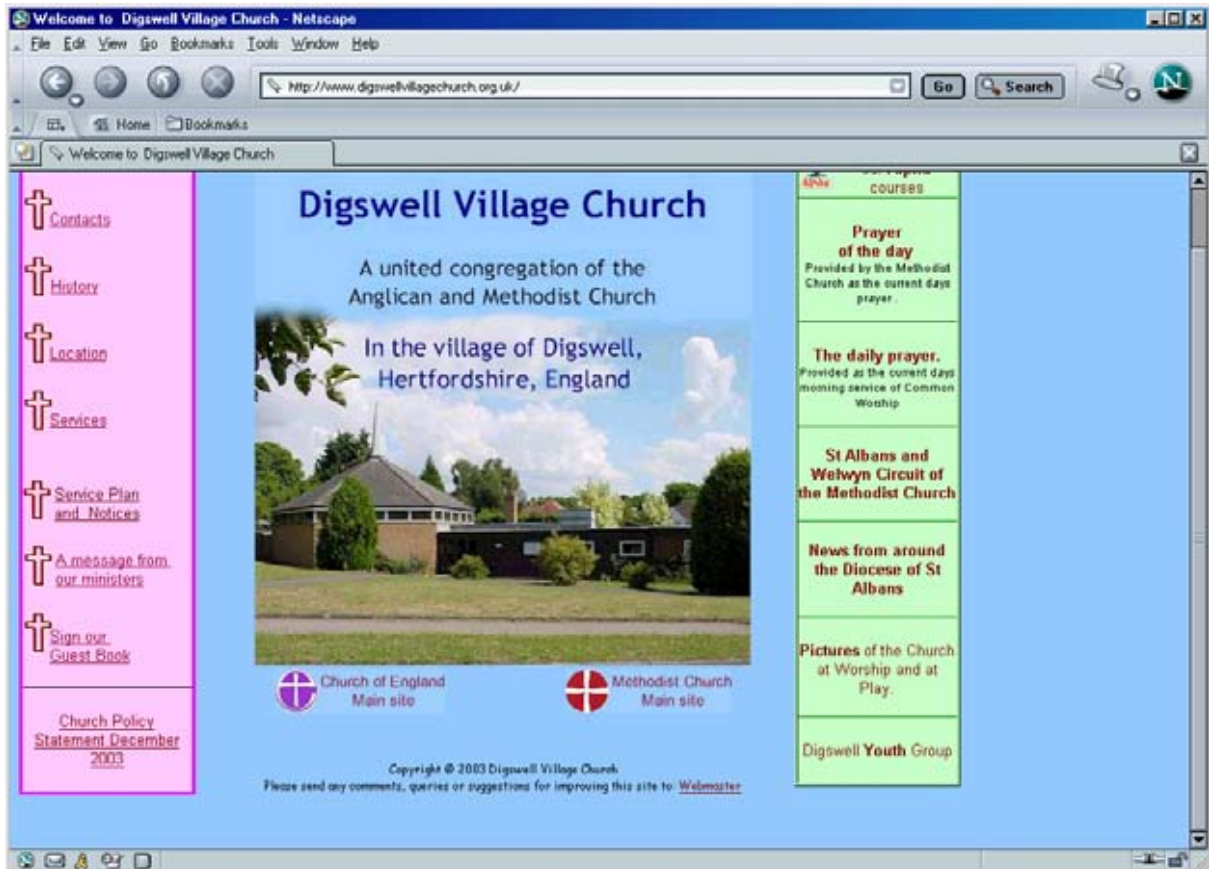 Welcome to Digswell Village Church - Netscape
File Edit View Go Bookmarks Tools Window Help
http://www.digswellvillagechurch.org.uk/
Go
Search
N
Home
Bookmarks
Welcome to Digswell Village Church
Contacts
History
Location
Services
Service Plan
and Notices
A message from
our ministers
Sign our
Guest Book
Church Policy
Statement December
2003
Digswell Village Church
A united congregation of the
Anglican and Methodist Church
In the village of Digswell,
Hertfordshire, England
Church of England
Main site
Methodist Church
Main site
Copyright © 2003 Digswell Village Church
Please send any comments, queries or suggestions for improving this site to: Webmaster
Alpha
courses
Prayer
of the day
Provided by the Methodist
Church as the current days
prayer .
The daily prayer.
Provided as the current days
morning service of Common
Worship
St Albans and
Welwyn Circuit of
the Methodist Church
News from around
the Diocese of St
Albans
Pictures of the Church
at Worship and at
Play.
Digswell Youth Group